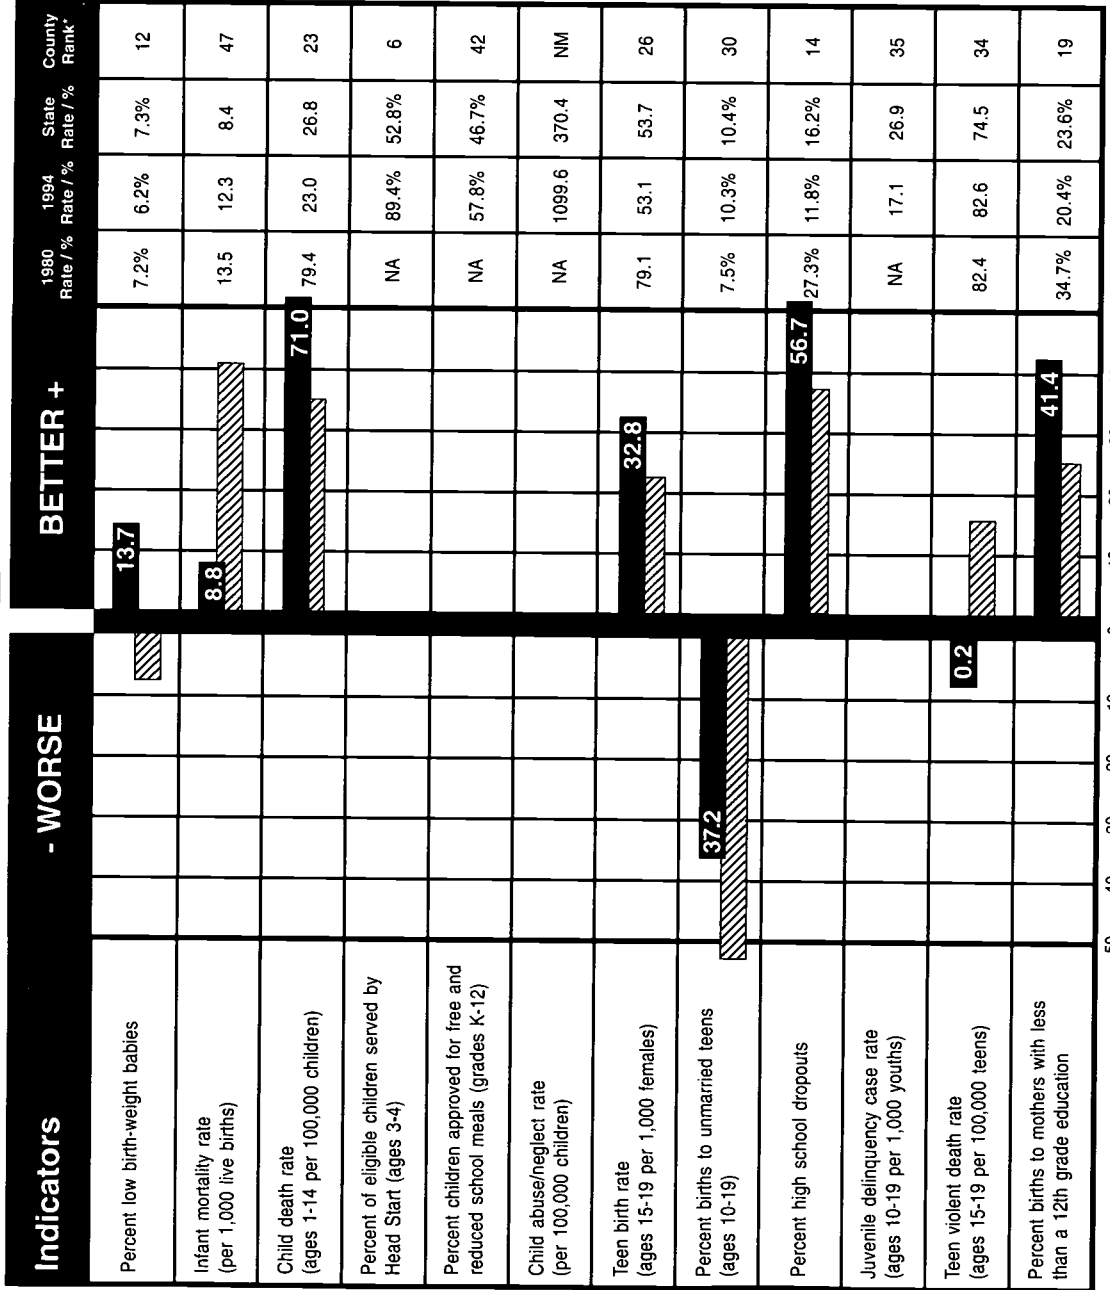 Indicators - WORSE BETTER + 1980 Rate / % 1994 Rate / % State Rate / % County Rank*
Percent low birth-weight babies 13.7 7.2% 6.2% 7.3% 12
Infant mortality rate
(per 1,000 live births) 8.8 13.5 12.3 8.4 47
Child death rate
(ages 1-14 per 100,000 children) 71.0 79.4 23.0 26.8 23
Percent of eligible children served by
Head Start (ages 3-4) NA 89.4% 52.8% 6
Percent children approved for free and
reduced school meals (grades K-12) NA 57.8% 46.7% 42
Child abuse/neglect rate
(per 100,000 children) NA 1099.6 370.4 NM
Teen birth rate
(ages 15-19 per 1,000 females) 32.8 79.1 53.1 53.7 26
Percent births to unmarried teens
(ages 10-19) 37.2 7.5% 10.3% 10.4% 30
Percent high school dropouts 56.7 27.3% 11.8% 16.2% 14
Juvenile delinquency case rate
(ages 10-19 per 1,000 youths) NA 17.1 26.9 35
Teen violent death rate
(ages 15-19 per 100,000 teens) 0.2 82.4 82.6 74.5 34
Percent births to mothers with less
than a 12th grade education 41.4 34.7% 20.4% 23.6% 19